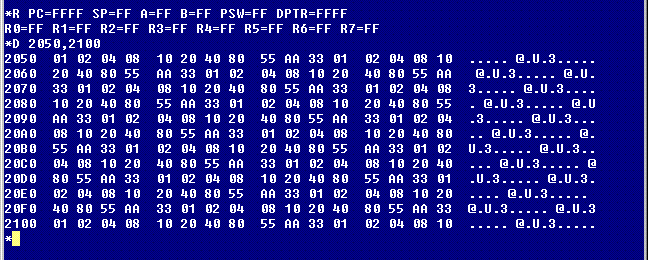 *R PC=FFFF SP=FF A=FF B=FF PSW=FF DPTR=FFFF
R0=FF R1=FF R2=FF R3=FF R4=FF R5=FF R6=FF R7=FF
*D 2050,2100
2050  01 02 04 08  10 20 40 80  55 AA 33 01  02 04 08 10  ..... @.U.3.....
2060  20 40 80 55  AA 33 01 02  04 08 10 20  40 80 55 AA   @.U.3..... @.U.
2070  33 01 02 04  08 10 20 40  80 55 AA 33  01 02 04 08  3..... @.U.3....
2080  10 20 40 80  55 AA 33 01  02 04 08 10  20 40 80 55  . @.U.3..... @.U
2090  AA 33 01 02  04 08 10 20  40 80 55 AA  33 01 02 04  .3..... @.U.3...
20A0  08 10 20 40  80 55 AA 33  01 02 04 08  10 20 40 80  .. @.U.3..... @.
20B0  55 AA 33 01  02 04 08 10  20 40 80 55  AA 33 01 02  U.3..... @.U.3..
20C0  04 08 10 20  40 80 55 AA  33 01 02 04  08 10 20 40  ... @.U.3..... @
20D0  80 55 AA 33  01 02 04 08  10 20 40 80  55 AA 33 01  .U.3..... @.U.3.
20E0  02 04 08 10  20 40 80 55  AA 33 01 02  04 08 10 20  .... @.U.3.....
20F0  40 80 55 AA  33 01 02 04  08 10 20 40  80 55 AA 33  @.U.3..... @.U.3
2100  01 02 04 08  10 20 40 80  55 AA 33 01  02 04 08 10  ..... @.U.3.....
*